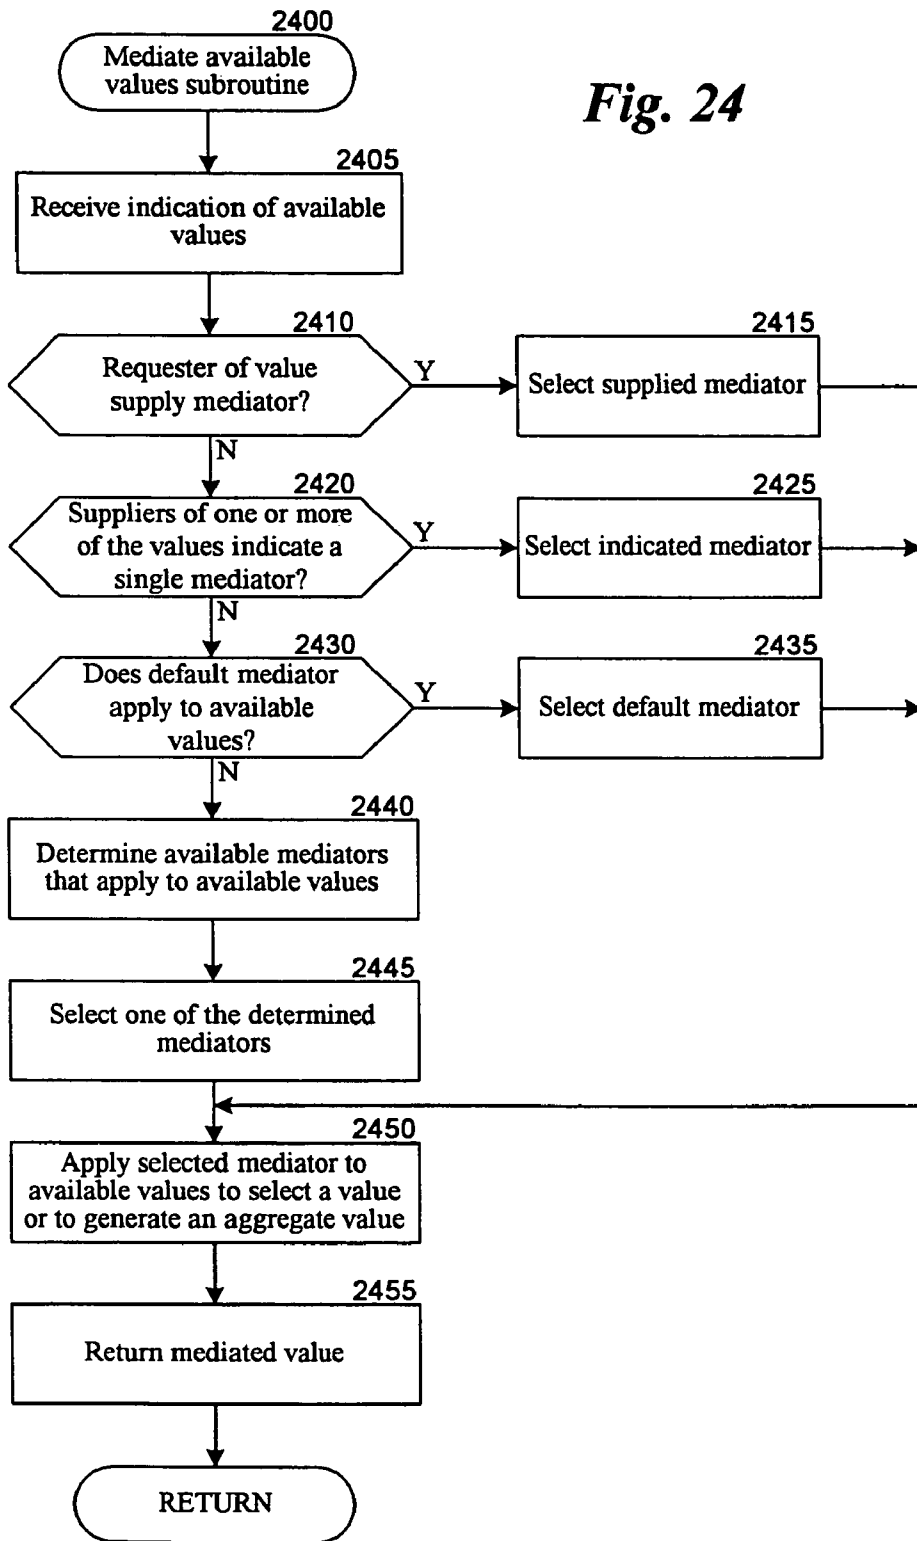 2400
Mediate available
values subroutine
Fig. 24
2405
Receive indication of available
values
2410
Requester of value
supply mediator?
Y
2415
Select supplied mediator
N
2420
Suppliers of one or more
of the values indicate a
single mediator?
Y
2425
Select indicated mediator
N
2430
Does default mediator
apply to available
values?
Y
2435
Select default mediator
N
2440
Determine available mediators
that apply to available values
2445
Select one of the determined
mediators
2450
Apply selected mediator to
available values to select a value
or to generate an aggregate value
2455
Return mediated value
RETURN